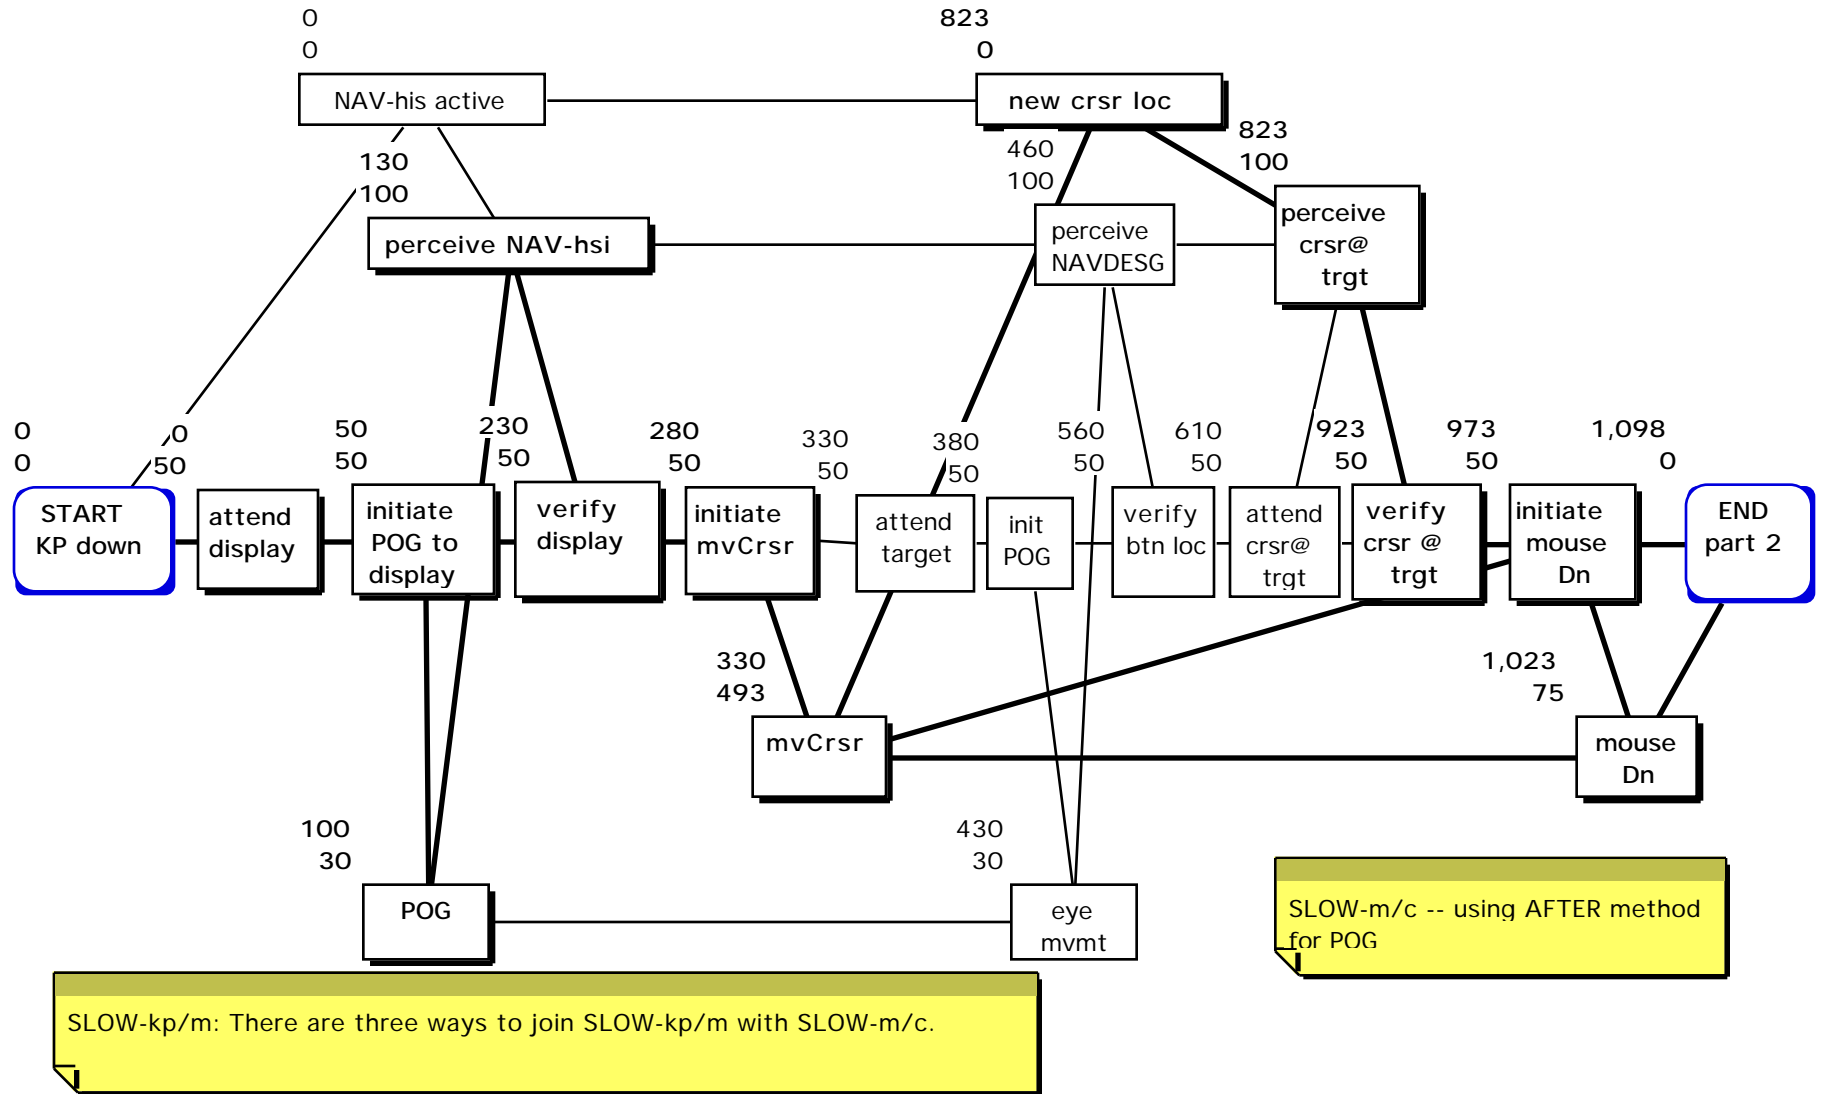 0
0
823
0
NAV-his active
new crsr loc
130
100
460
100
823
100
perceive NAV-hsi
perceive
NAVDESG
perceive
crsr@
trgt
0
0
0
50
50
50
230
50
280
50
330
50
380
50
560
50
610
50
923
50
973
50
1,098
0
START
KP down
attend
display
initiate
POG to
display
verify
display
initiate
mvCrsr
attend
target
init
POG
verify
btn loc
attend
crsr@
trgt
verify
crsr @
trgt
initiate
mouse
Dn
END
part 2
330
493
1,023
75
mvCrsr
mouse
Dn
100
30
430
30
POG
eye
mvmt
SLOW-m/c -- using AFTER method
for POG
SLOW-kp/m: There are three ways to join SLOW-kp/m with SLOW-m/c.